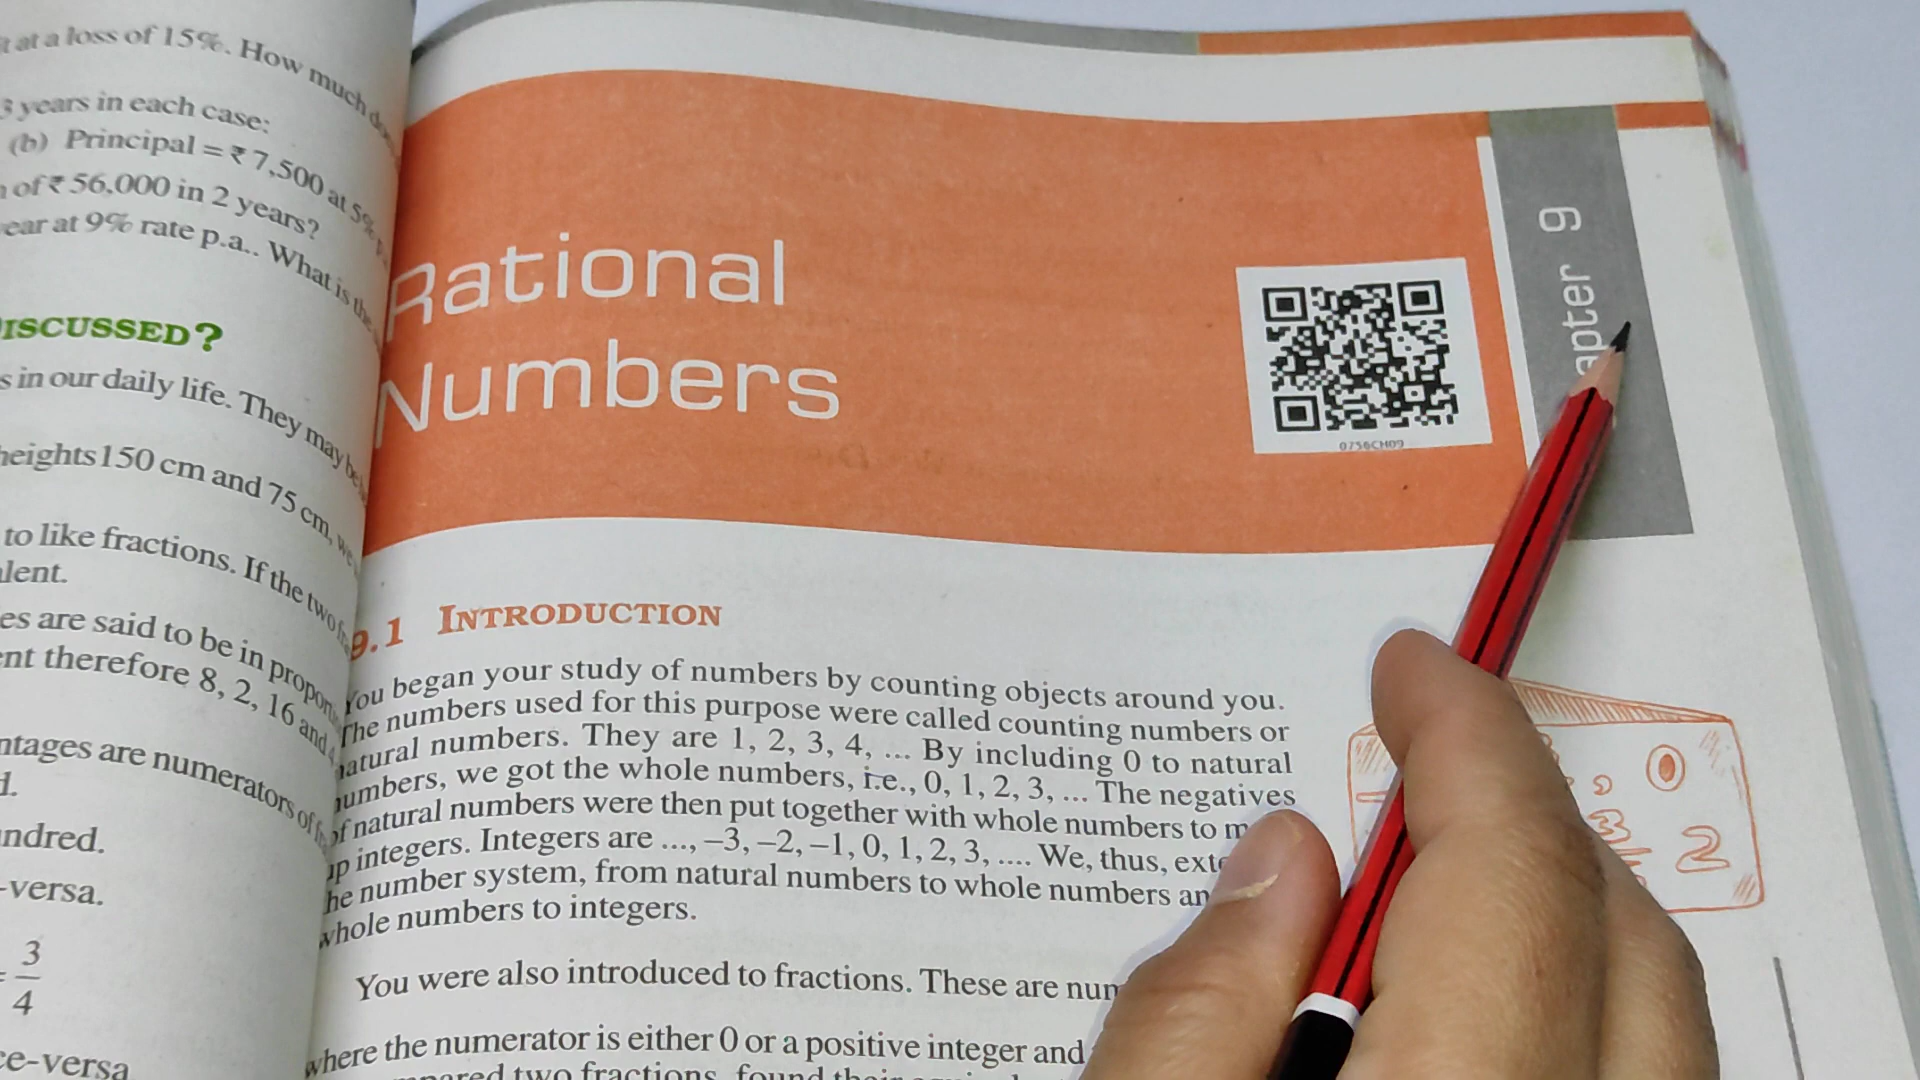 at a loss of 15%. How much
3 years in each case:
(b) Principal = ₹ 7,500 at 5%
of ₹ 56,000 in 2 years?
ear at 9% rate p.a.. What is the
ISCUSSED?
s in our daily life. They may be
heights 150 cm and 75 cm,
to like fractions. If the two
lent.
es are said to be in
ent therefore 8, 2, 16 and
ntages are numerators of
d.
ndred.
-versa.
= 3/4
ce-versa
Rational
Numbers
0756CH09
apter 9
9.1 INTRODUCTION
You began your study of numbers by counting objects around you.
The numbers used for this purpose were called counting numbers or
natural numbers. They are 1, 2, 3, 4, ... By including 0 to natural
numbers, we got the whole numbers, i.e., 0, 1, 2, 3, ... The negatives
of natural numbers were then put together with whole numbers to m
up integers. Integers are ..., –3, –2, –1, 0, 1, 2, 3, .... We, thus, exte
he number system, from natural numbers to whole numbers an
whole numbers to integers.
You were also introduced to fractions. These are num
where the numerator is either 0 or a positive integer and
two fractions, found their
0
2